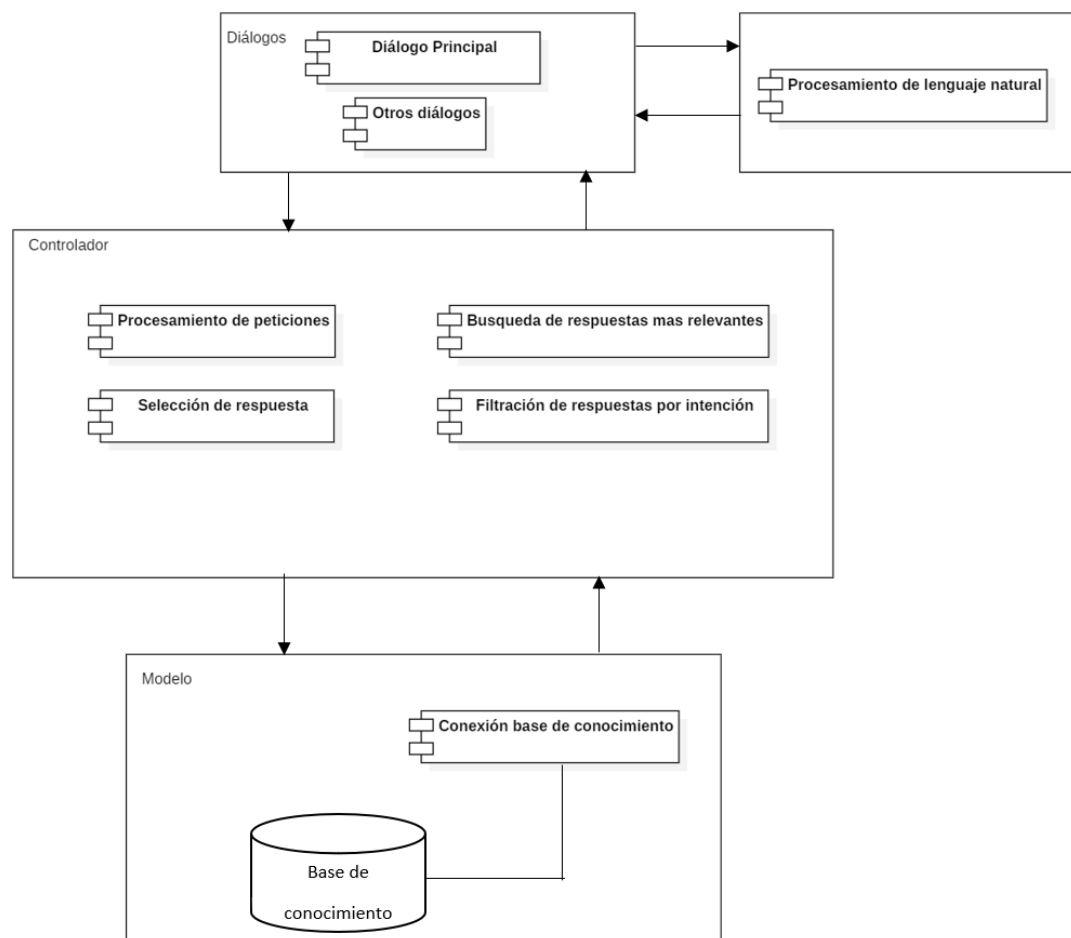 Diálogos
Diálogo Principal
Otros diálogos
Procesamiento de lenguaje natural
Controlador
Procesamiento de peticiones
Busqueda de respuestas mas relevantes
Selección de respuesta
Filtración de respuestas por intención
Modelo
Conexión base de conocimiento
Base de
conocimiento